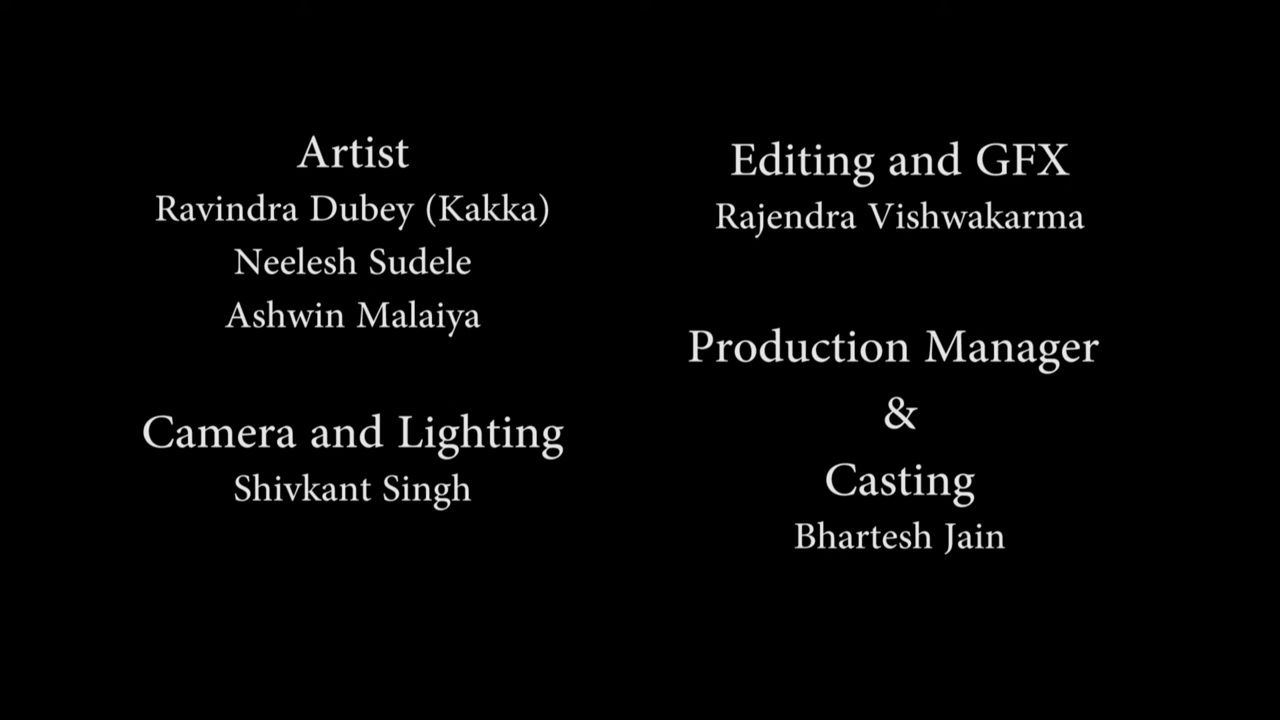 Artist
Ravindra Dubey (Kakka)
Neelesh Sudele
Ashwin Malaiya
Camera and Lighting
Shivkant Singh
Editing and GFX
Rajendra Vishwakarma
Production Manager
&
Casting
Bhartesh Jain